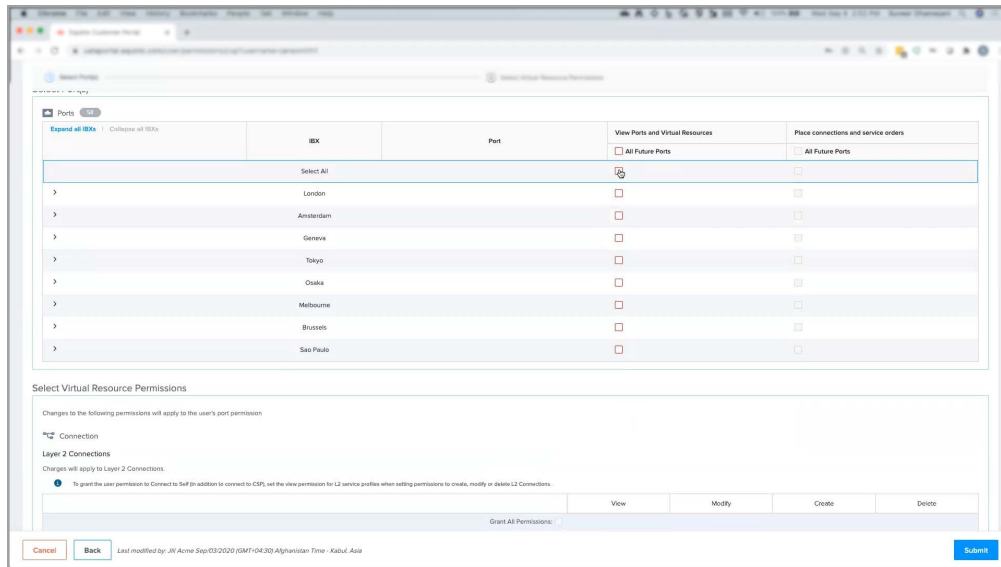 Ports 58
Expand all IBXs | Collapse all IBXs
IBX
Port
View Ports and Virtual Resources
Place connections and service orders
All Future Ports
All Future Ports
Select All
London
Amsterdam
Geneva
Tokyo
Osaka
Melbourne
Brussels
Sao Paulo
Select Virtual Resource Permissions
Changes to the following permissions will apply to the user's port permission
Connection
Layer 2 Connections
Charges will apply to Layer 2 Connections.
To grant the user permission to Connect to Self (in addition to connect to CSP), set the view permission for L2 service profiles when setting permissions to create, modify or delete L2 Connections.
View Modify Create Delete
Grant All Permissions:
Cancel Back Last modified by: Jill Acme Sep/03/2020 (GMT+04:30) Afghanistan Time - Kabul. Asia Submit